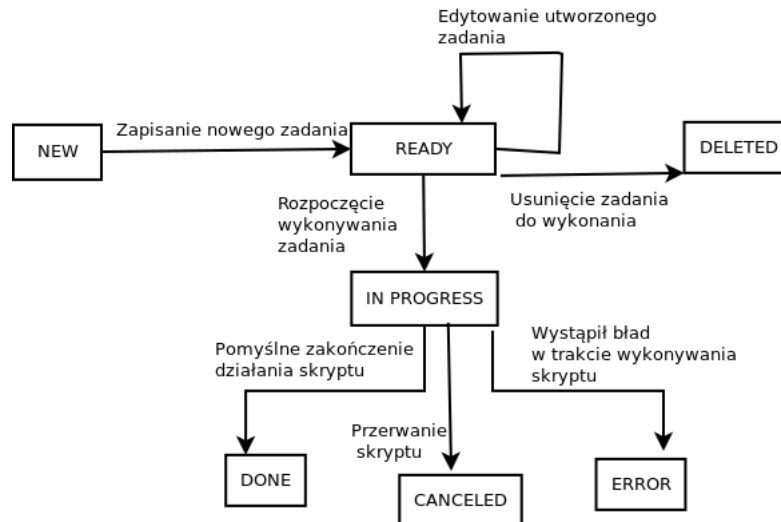 Edytowanie utworzonego
zadania
NEW
Zapisanie nowego zadania
READY
DELETED
Rozpoczęcie
wykonywania
zadania
Usunięcie zadania
do wykonania
IN PROGRESS
Pomyślne zakończenie
działania skryptu
Wystąpił bład
w trakcie wykonywania
skryptu
Przerwanie
skryptu
DONE
CANCELED
ERROR